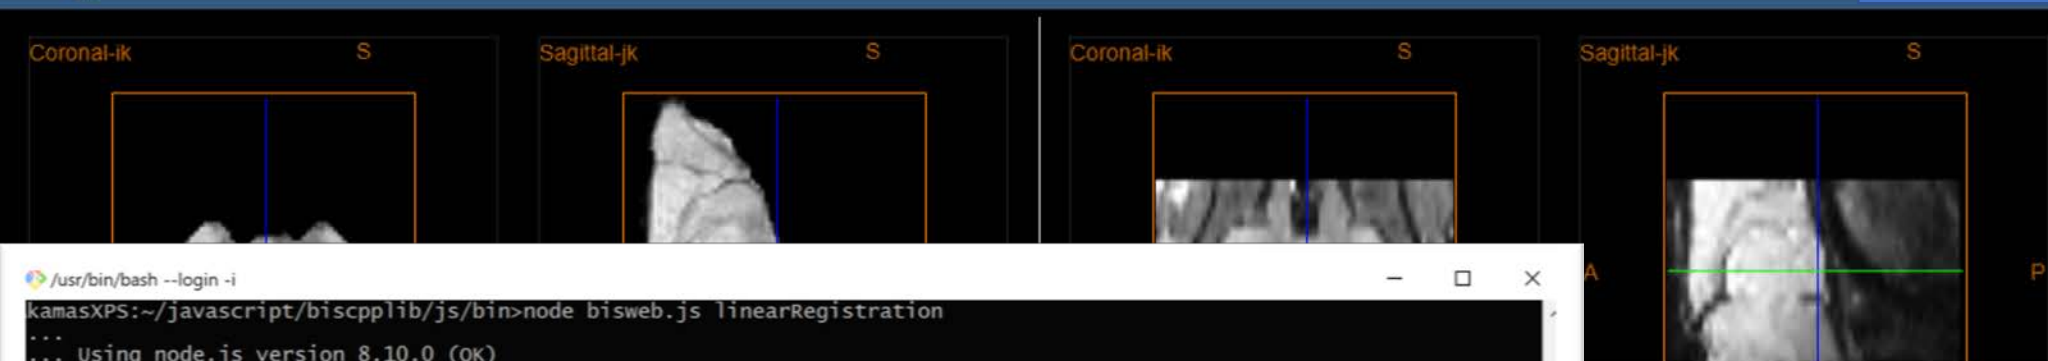 Coronal-ik S Sagittal-jk S Coronal-ik S Sagittal-jk S
A P
/usr/bin/bash --login -i
kamasXPS:~/javascript/biscpplib/js/bin>node bisweb.js linearRegistration
...
... Using node.js version 8.10.0 (OK)